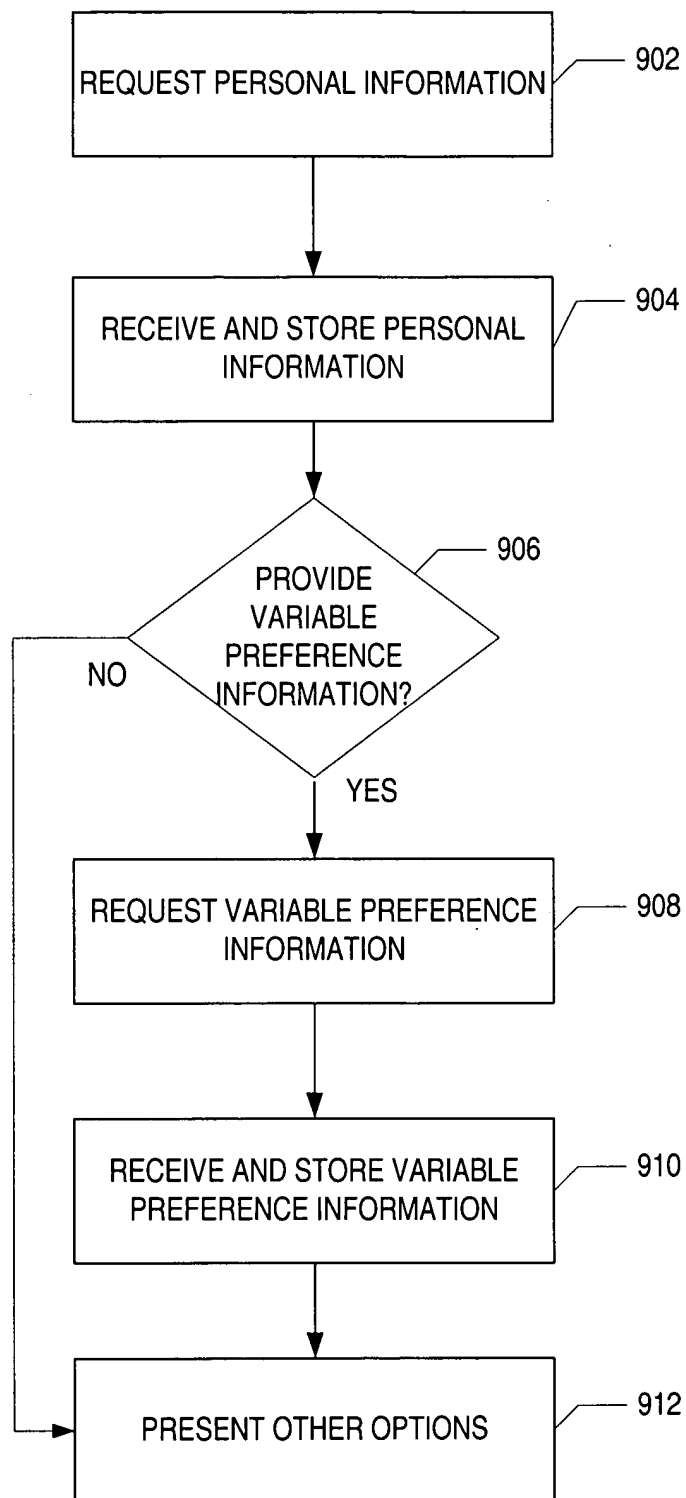 REQUEST PERSONAL INFORMATION
902
RECEIVE AND STORE PERSONAL
INFORMATION
904
PROVIDE
VARIABLE
PREFERENCE
INFORMATION?
906
NO
YES
REQUEST VARIABLE PREFERENCE
INFORMATION
908
RECEIVE AND STORE VARIABLE
PREFERENCE INFORMATION
910
PRESENT OTHER OPTIONS
912